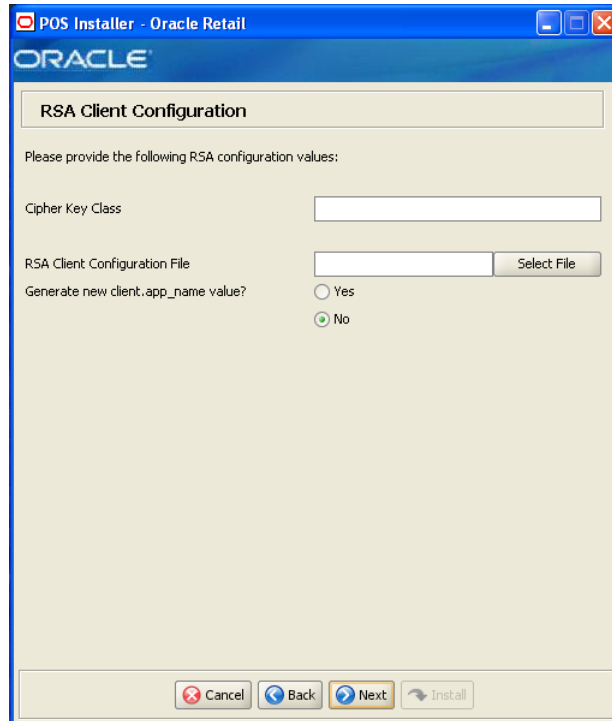 POS Installer - Oracle Retail
ORACLE
RSA Client Configuration
Please provide the following RSA configuration values:
Cipher Key Class
RSA Client Configuration File
Select File
Generate new client.app_name value?
Yes
No
Cancel
Back
Next
Install